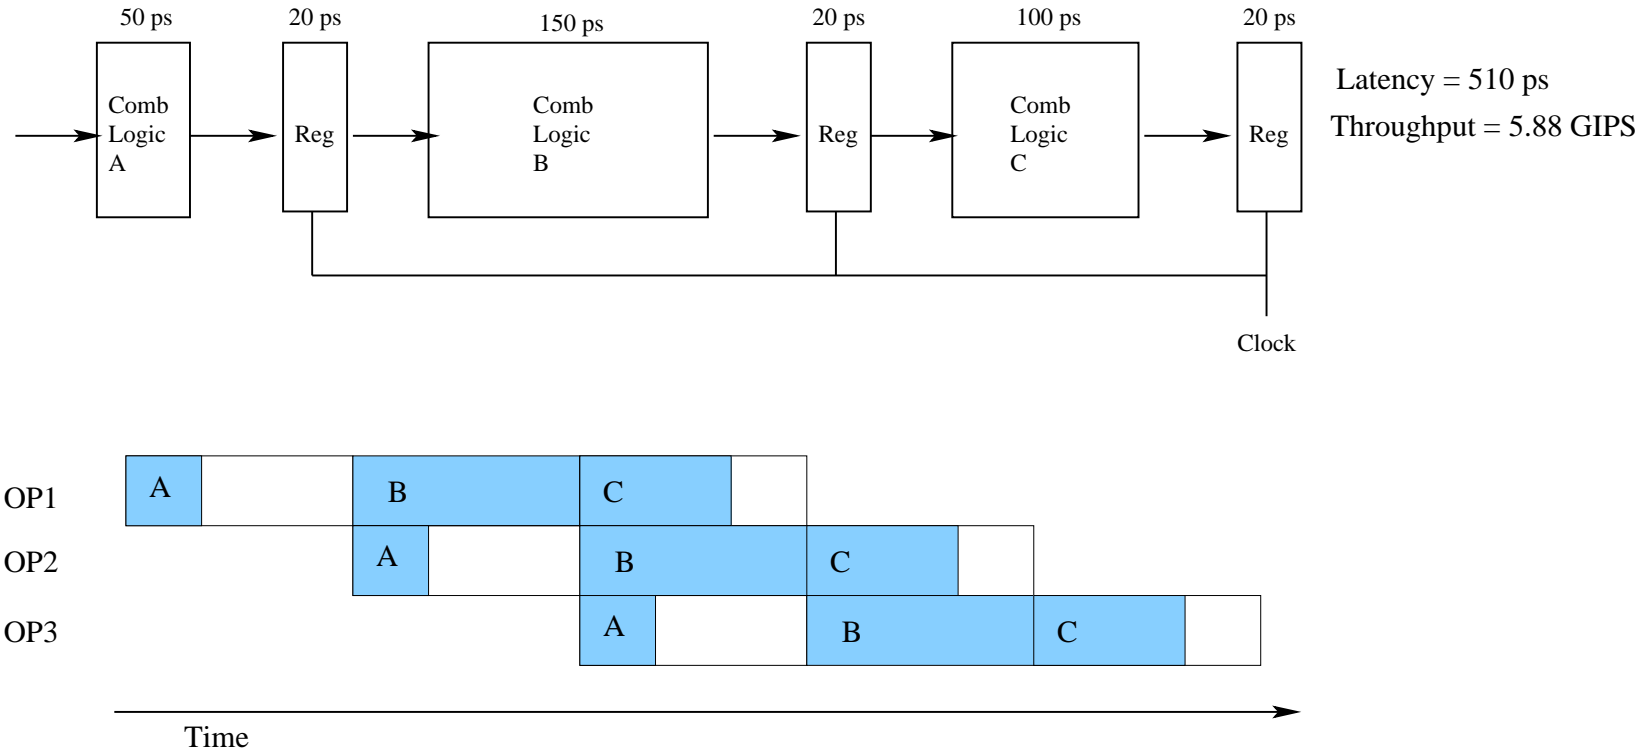 50 ps
20 ps
150 ps
20 ps
100 ps
20 ps
Comb
Logic
A
Reg
Comb
Logic
B
Reg
Comb
Logic
C
Reg
Latency = 510 ps
Throughput = 5.88 GIPS
Clock
OP1
A
B
C
OP2
A
B
C
OP3
A
B
C
Time